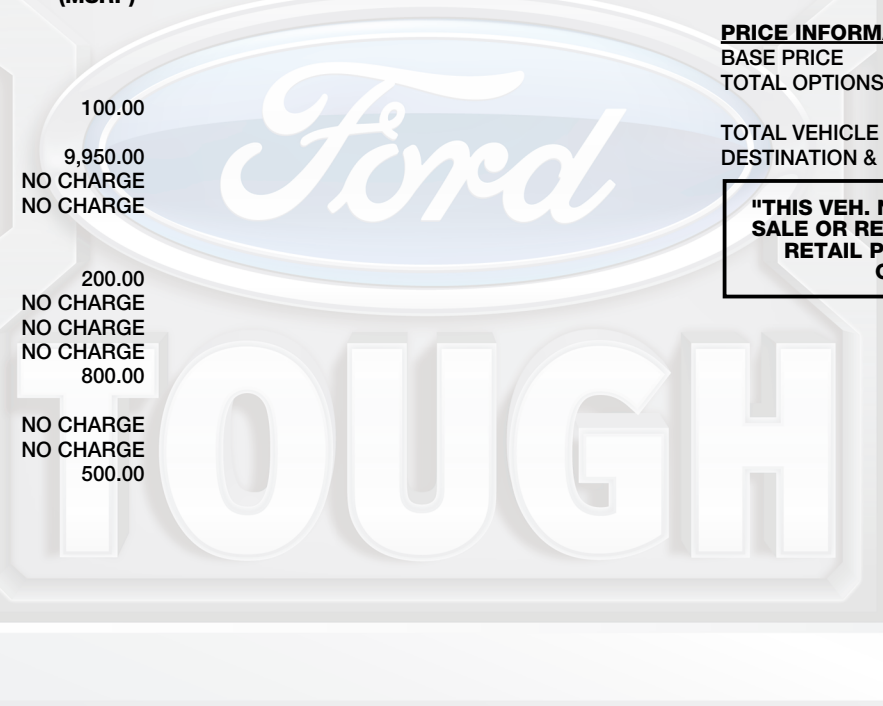 (MSRP)
100.00
9,950.00
NO CHARGE
NO CHARGE
200.00
NO CHARGE
NO CHARGE
NO CHARGE
800.00
NO CHARGE
NO CHARGE
500.00
Ford
TOUGH
PRICE
BASE PRICE
TOTAL OPTIONS
TOTAL VEHICLE
DESTINATION &
"THIS VEH.
SALE OR
RETAIL